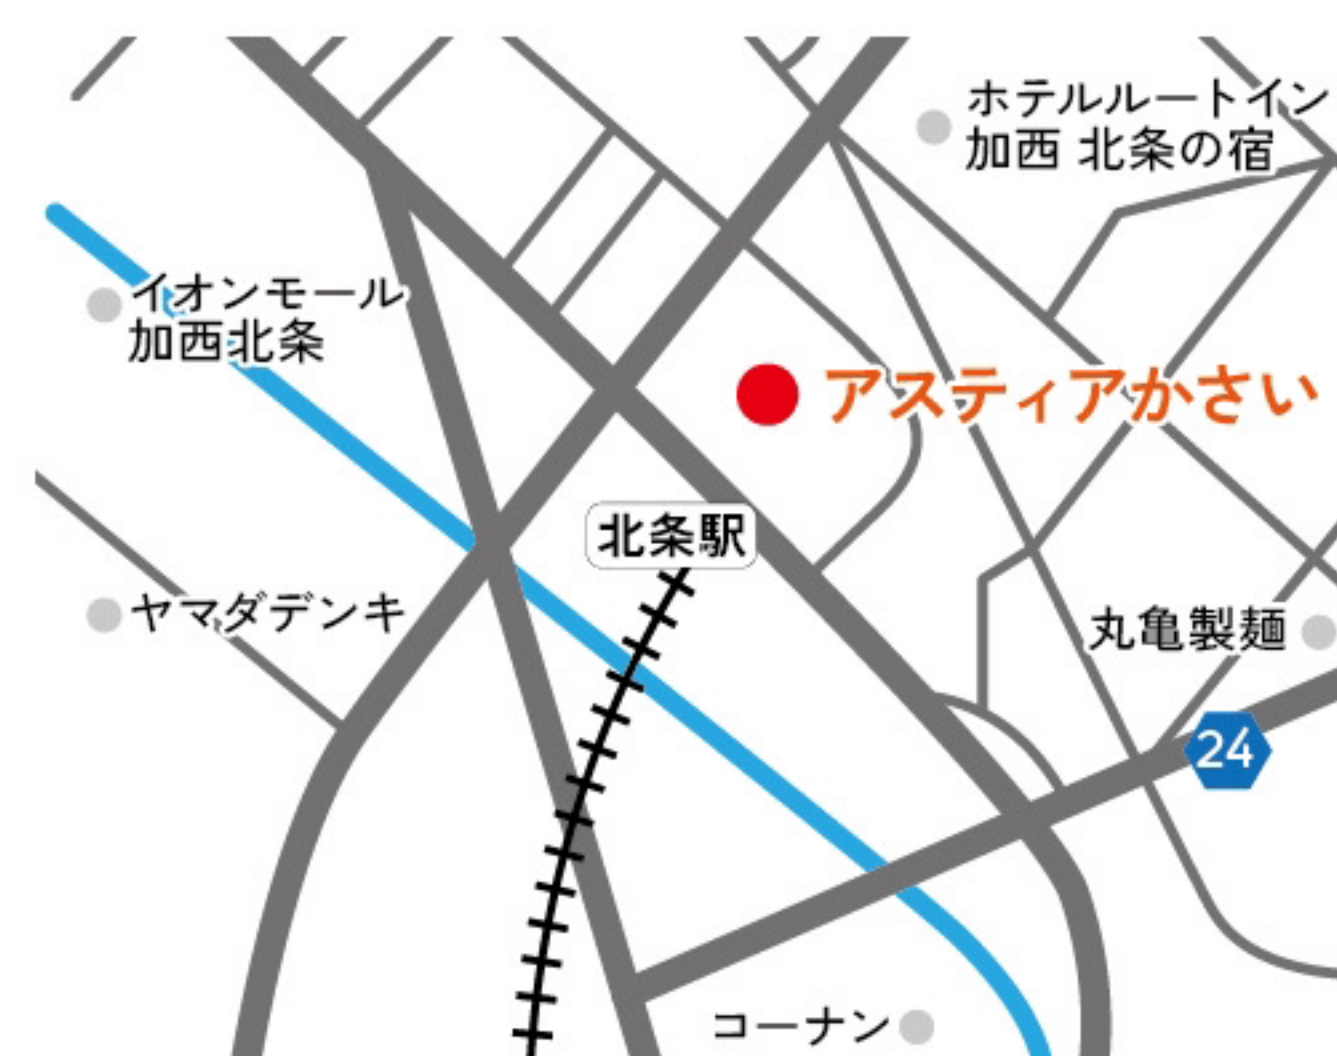 ホテルルートイン
加西 北条の宿
イオンモール
加西北条
アスティアかさい
北条駅
ヤマダデンキ
丸亀製麺
24
コーナン